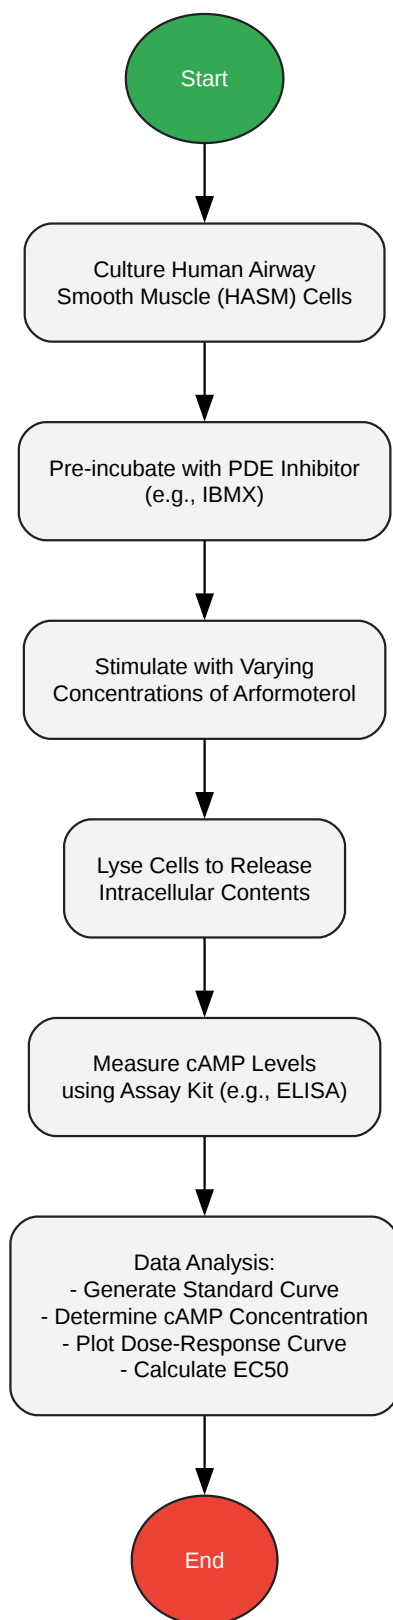 Start
Culture Human Airway
Smooth Muscle (HASM) Cells
Pre-incubate with PDE Inhibitor
(e.g., IBMX)
Stimulate with Varying
Concentrations of Arformoterol
Lyse Cells to Release
Intracellular Contents
Measure cAMP Levels
using Assay Kit (e.g., ELISA)
Data Analysis:
- Generate Standard Curve
- Determine cAMP Concentration
- Plot Dose-Response Curve
- Calculate EC50
End